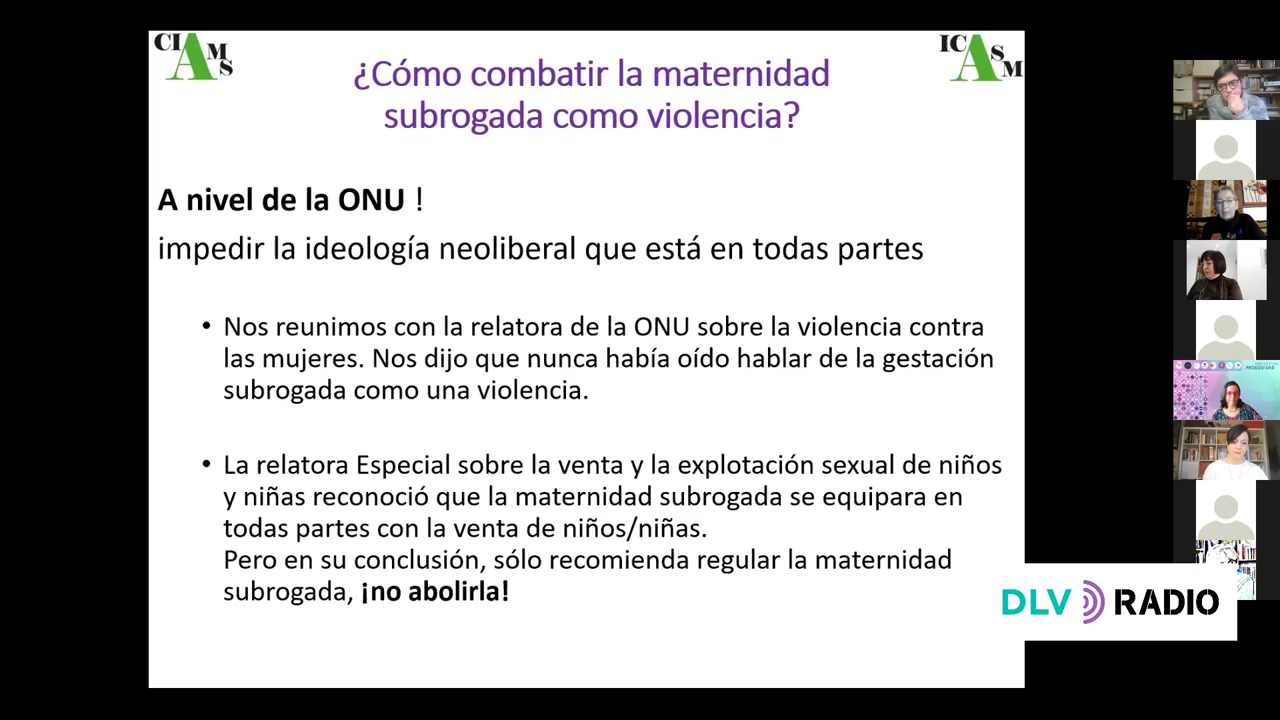 CIAMS
ICASM
¿Cómo combatir la maternidad
subrogada como violencia?
A nivel de la ONU !
impedir la ideología neoliberal que está en todas partes
• Nos reunimos con la relatora de la ONU sobre la violencia contra
las mujeres. Nos dijo que nunca había oído hablar de la gestación
subrogada como una violencia.
• La relatora Especial sobre la venta y la explotación sexual de niños
y niñas reconoció que la maternidad subrogada se equipara en
todas partes con la venta de niños/niñas.
Pero en su conclusión, sólo recomienda regular la maternidad
subrogada, ¡no abolirla!
DLV RADIO